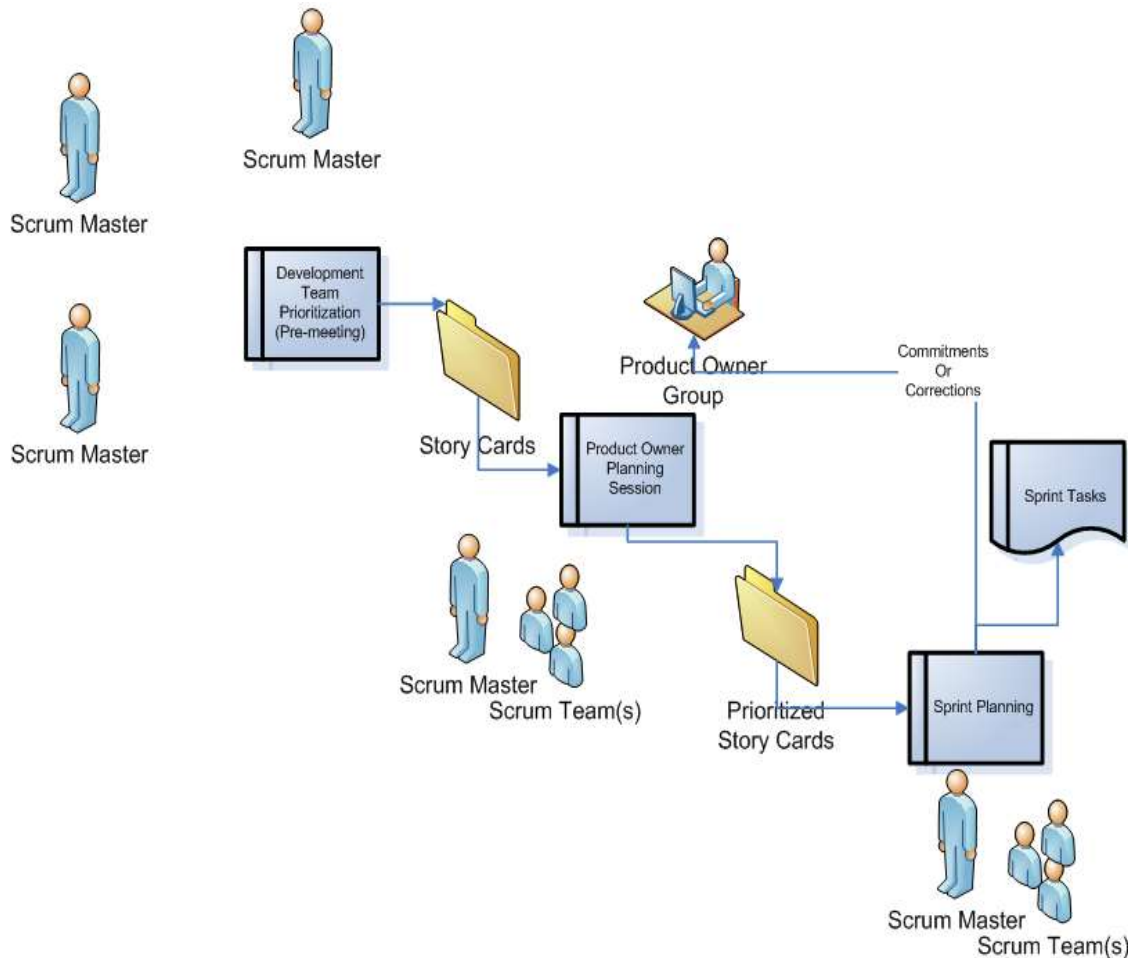 Scrum Master
Scrum Master
Development
Team
Prioritization
(Pre-meeting)
Scrum Master
Story Cards
Product Owner
Group
Commitments
Or
Corrections
Product Owner
Planning
Session
Sprint Tasks
Scrum Master
Scrum Team(s)
Prioritized
Story Cards
Sprint Planning
Scrum Master
Scrum Team(s)